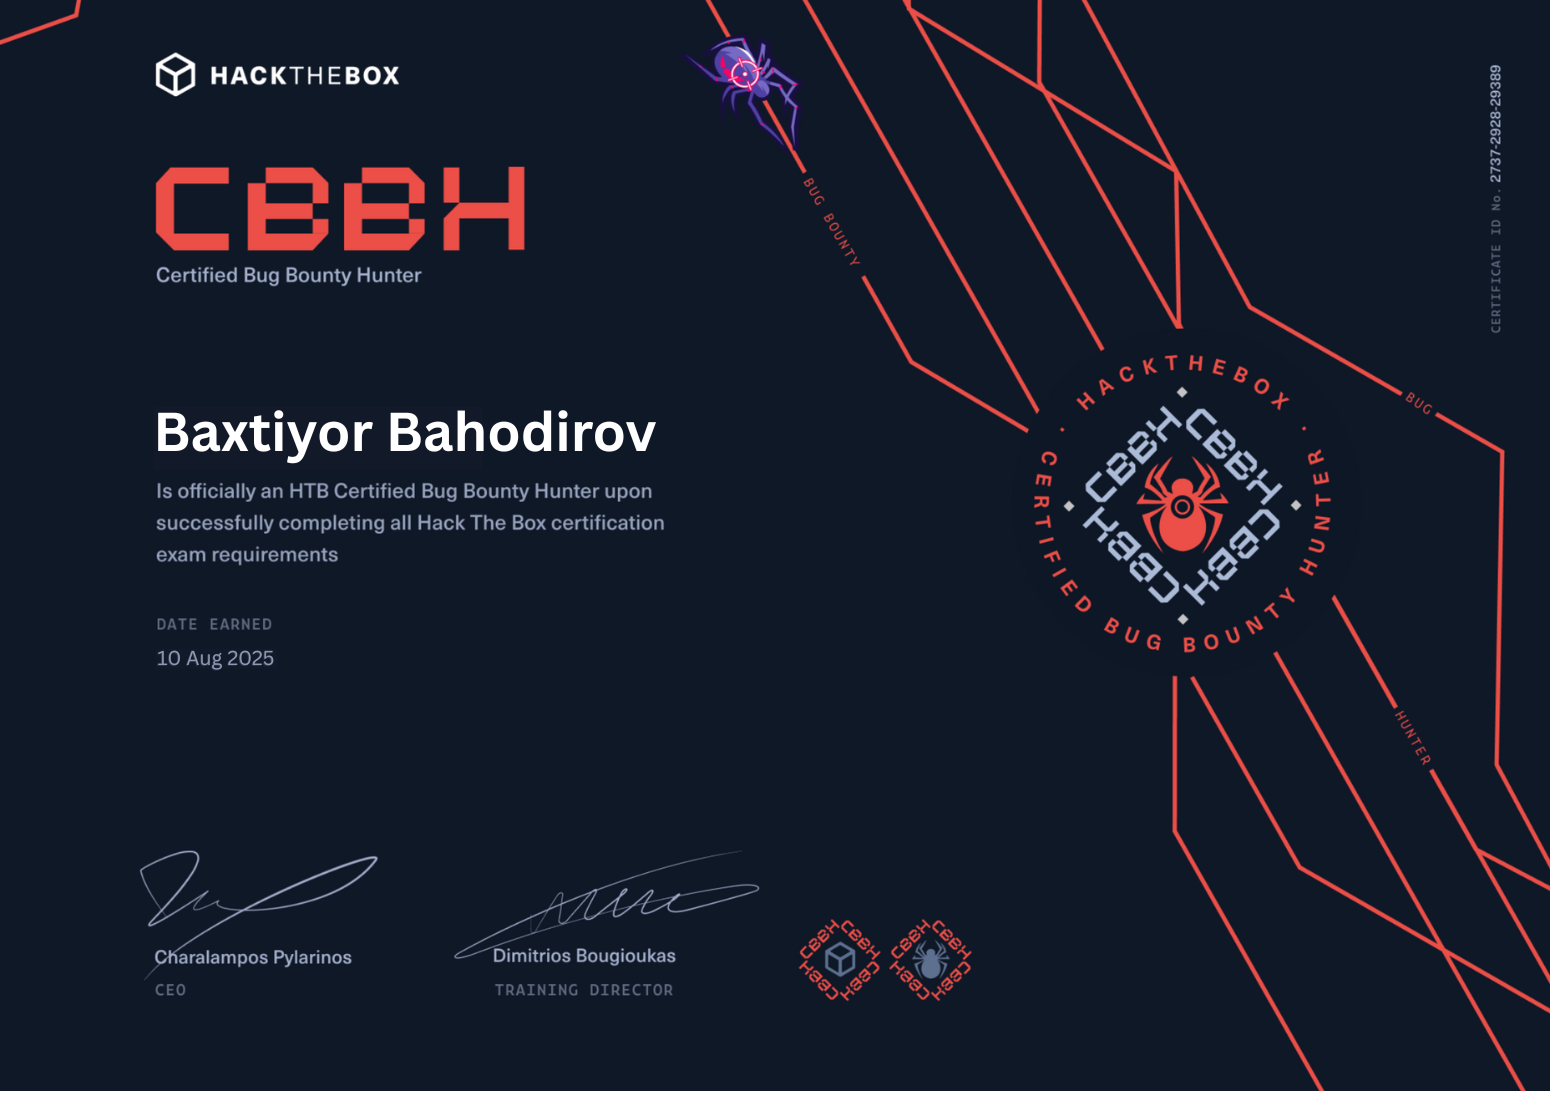 HACKTHEBOX
CBBH
Certified Bug Bounty Hunter
Baxtiyor Bahodirov
Is officially an HTB Certified Bug Bounty Hunter upon
successfully completing all Hack The Box certification
exam requirements
DATE EARNED
10 Aug 2025
Charalampos Pylarinos
CEO
Dimitrios Bougioukas
TRAINING DIRECTOR
CBBH CBBH CBBH CBBH
CBBH CBBH CBBH CBBH
BUG BOUNTY
· HACKTHEBOX ·
CERTIFIED BUG BOUNTY HUNTER
CBBH CBBH CBBH CBBH
BUG
HUNTER
CERTIFICATE ID No. 2737-2928-29389